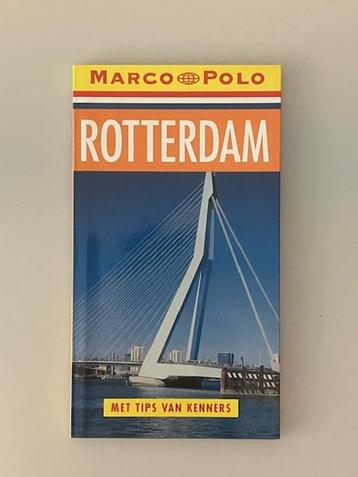 MARCO POLO
ROTTERDAM
MET TIPS VAN KENNERS